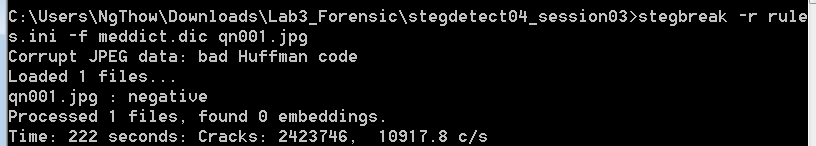 C:\Users\NgThow\Downloads\Lab3_Forensic\stegdetect04_session03>stegbreak -r rule
s.ini -f meddict.dic qn001.jpg
Corrupt JPEG data: bad Huffman code
Loaded 1 files...
qn001.jpg : negative
Processed 1 files, found 0 embeddings.
Time: 222 seconds: Cracks: 2423746,  10917.8 c/s